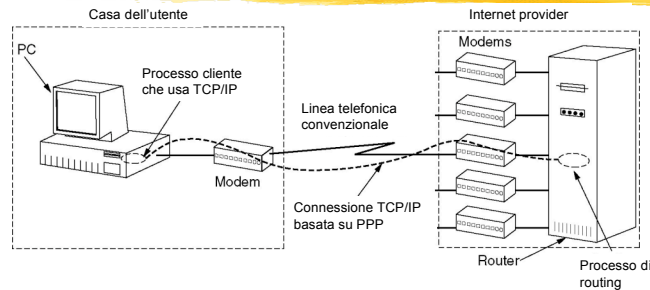 Casa dell'utente
Internet provider
PC
Processo cliente
che usa TCP/IP
Modem
Linea telefonica
convenzionale
Connessione TCP/IP
basata su PPP
Modems
Router
Processo di
routing